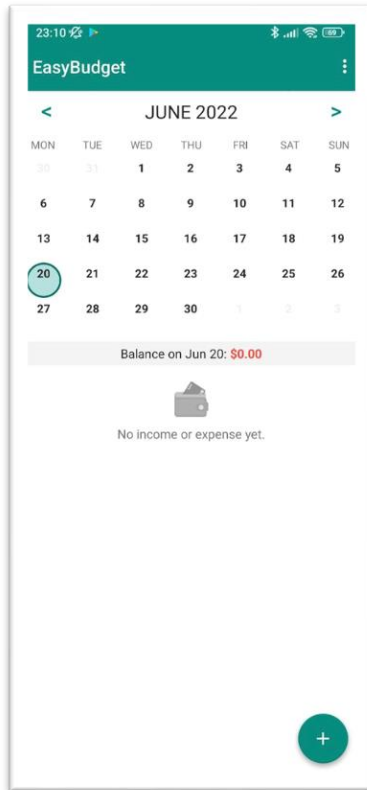 23:10 69
EasyBudget
< JUNE 2022 >
MON TUE WED THU FRI SAT SUN
30 31 1 2 3 4 5
6 7 8 9 10 11 12
13 14 15 16 17 18 19
20 21 22 23 24 25 26
27 28 29 30 1 2 3
Balance on Jun 20: $0.00
No income or expense yet.
+